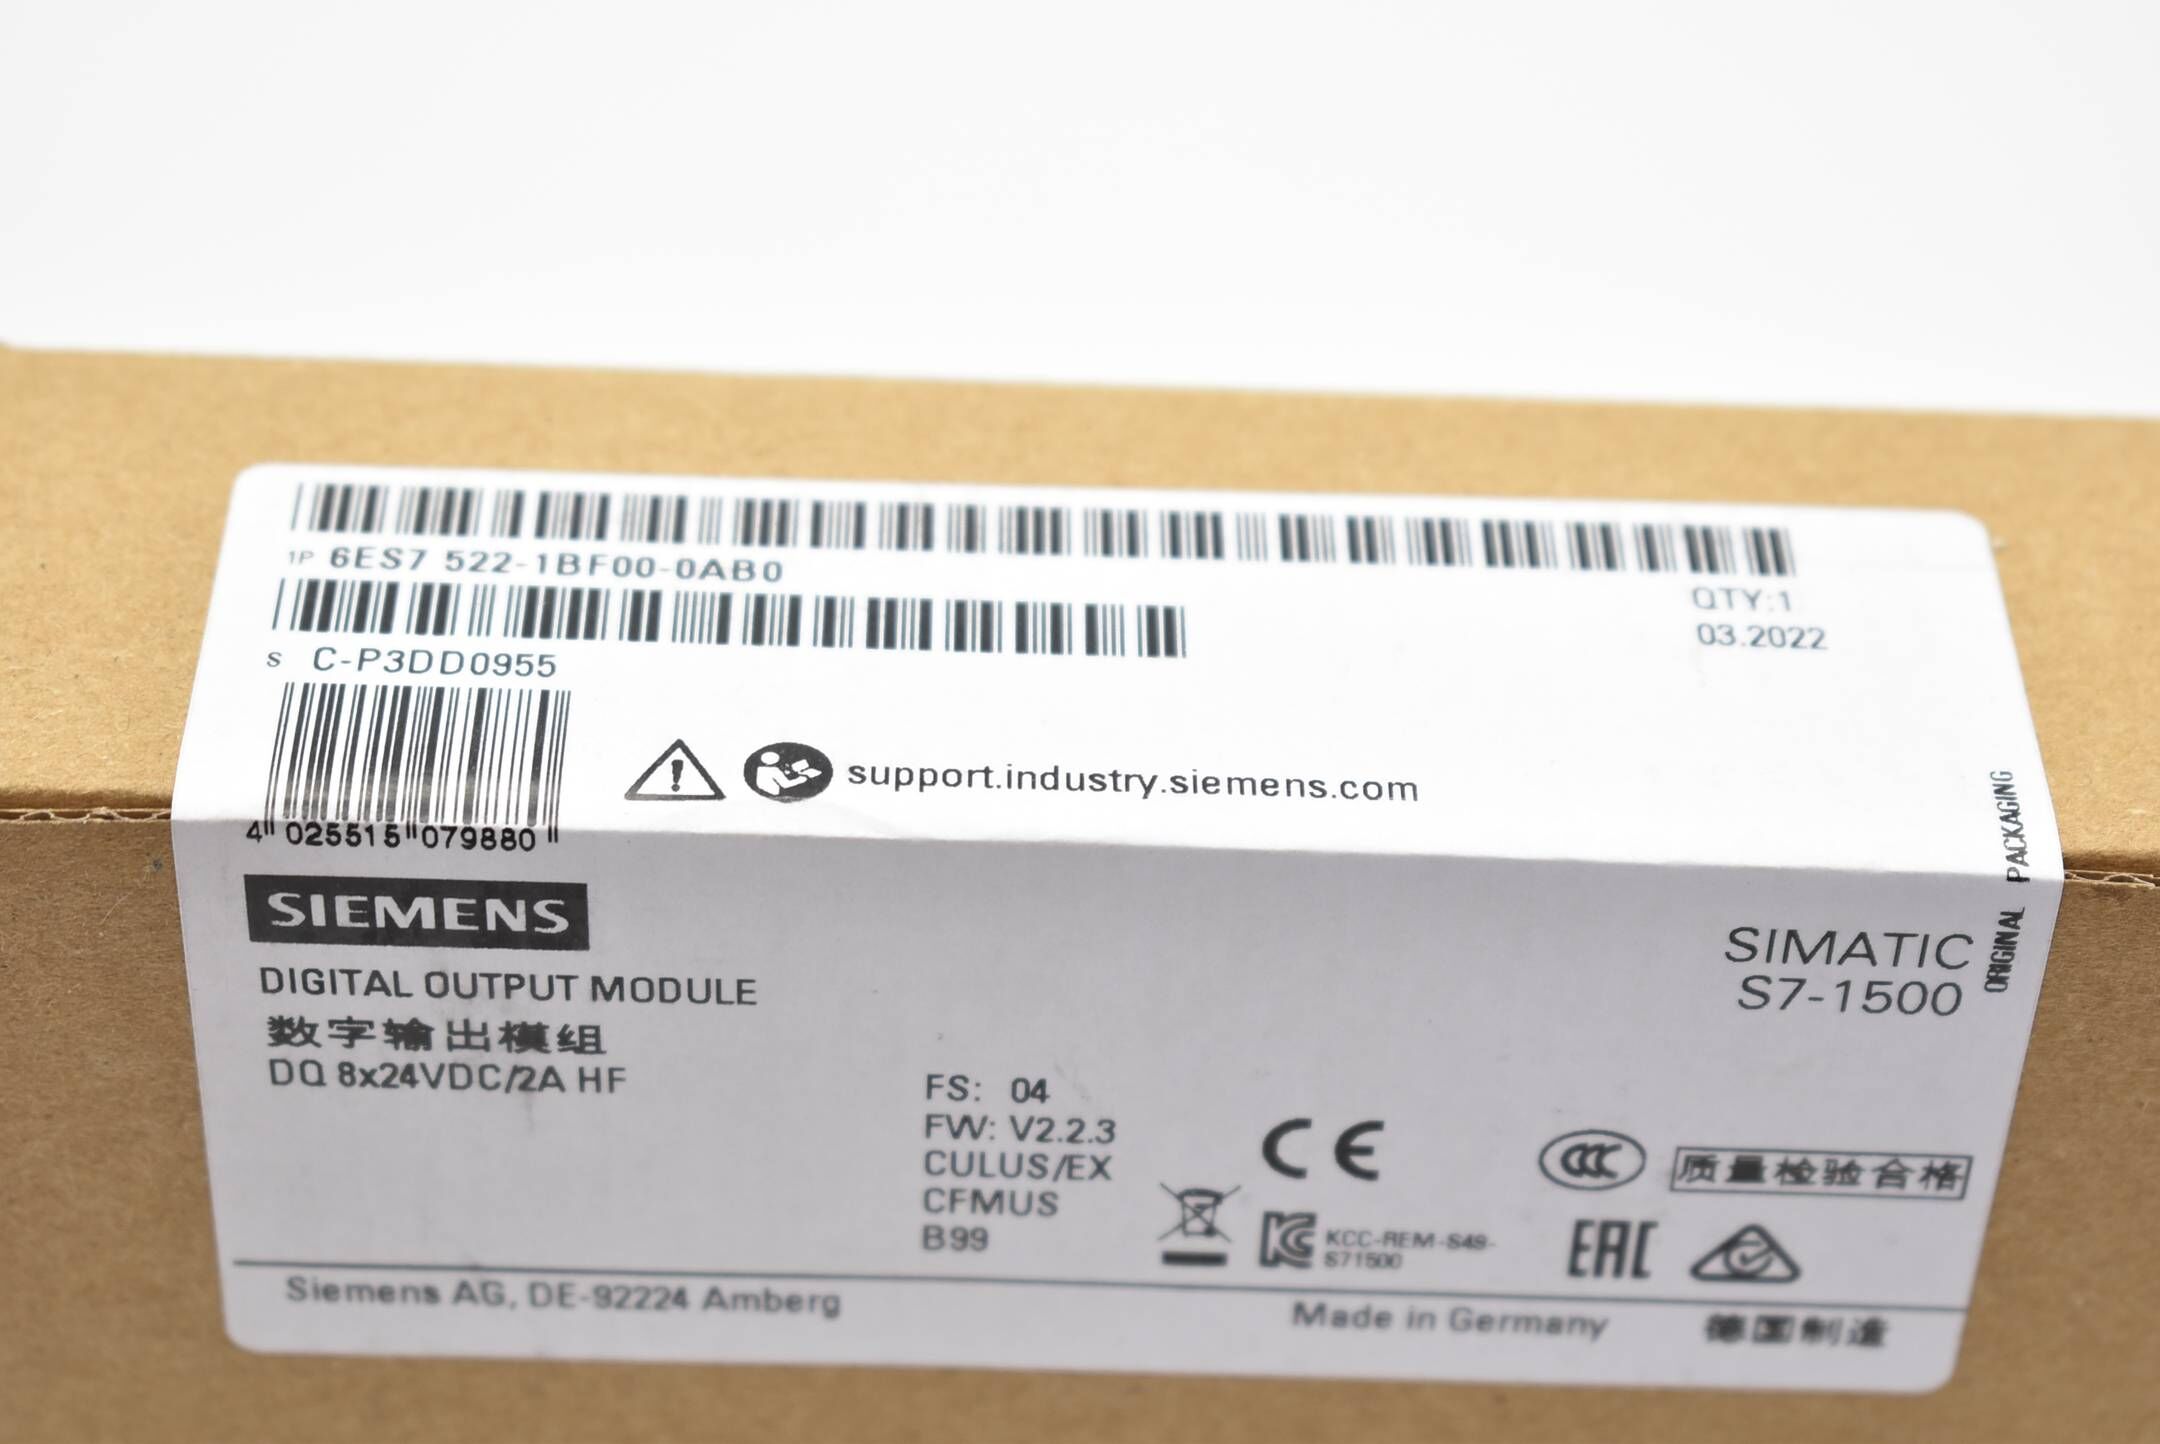 1P 6ES7 522-1BF00-0AB0
QTY:1
03.2022
S C-P3DD0955
4 025515 079880
support.industry.siemens.com
ORIGINAL PACKAGING
SIEMENS
SIMATIC
S7-1500
DIGITAL OUTPUT MODULE
数字输出模组
DQ 8x24VDC/2A HF
FS: 04
FW: V2.2.3
CULUS/EX
CFMUS
B99
CE
CCC
质量检验合格
KCC-REM-S49-
S71500
EAC
Siemens AG, DE-92224 Amberg
Made in Germany
德国制造